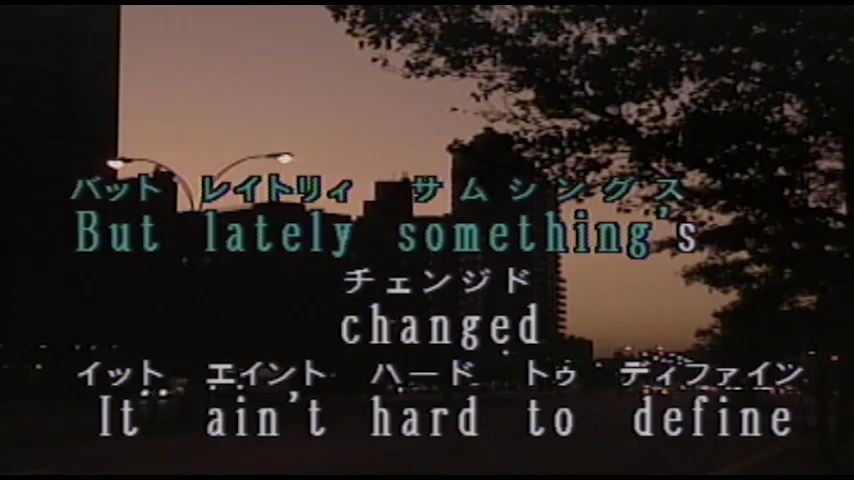 バット レイトリィ サムシングス
But lately something's
チェンジド
changed
イット エイント ハード トゥ ディファイン
It ain't hard to define